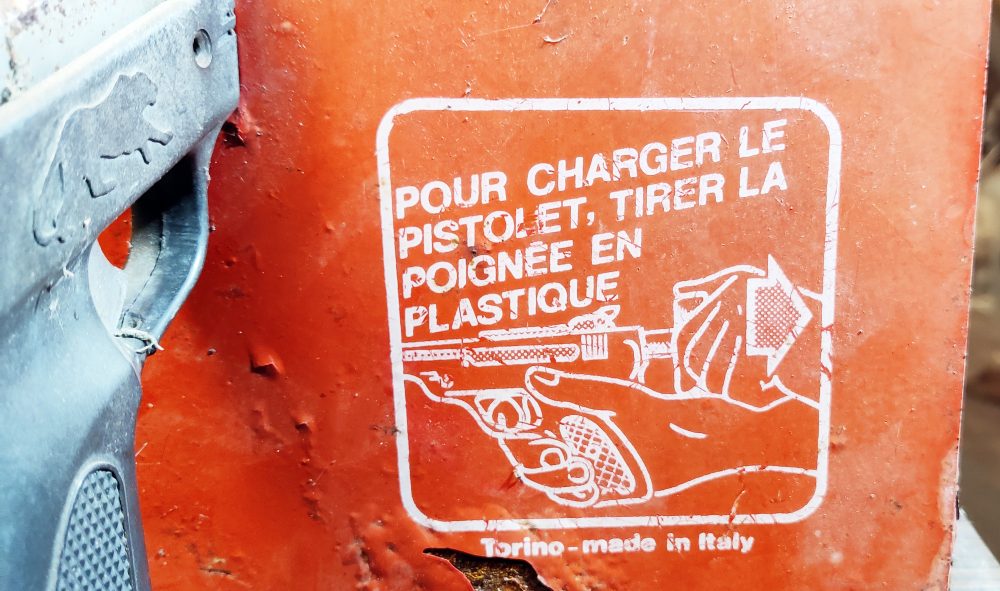 POUR CHARGER LE
PISTOLET, TIRER LA
POIGNÉE EN
PLASTIQUE
Torino - made in Italy